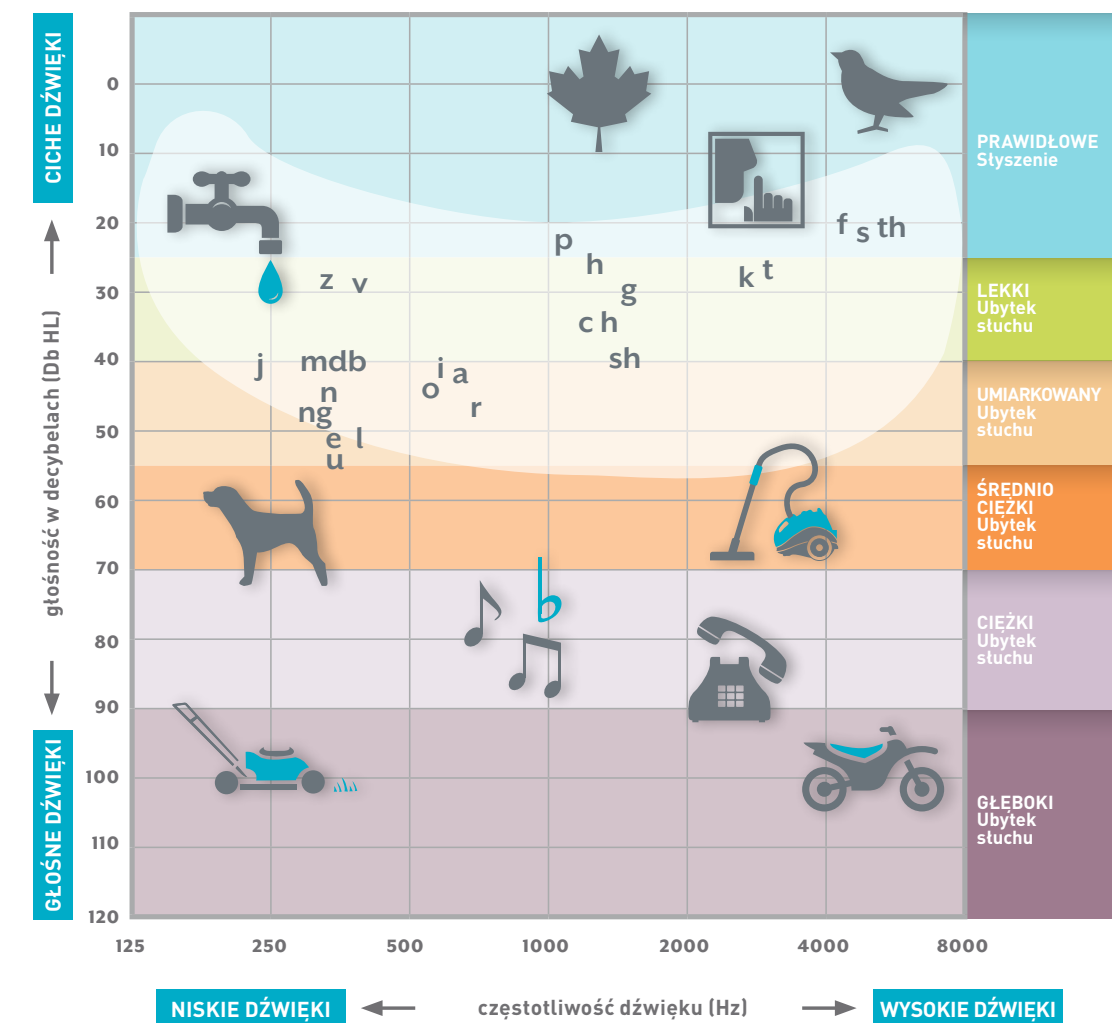 CICHE DŹWIĘKI
głośność w decybelach (Db HL)
GŁOŚNE DŹWIĘKI
0
10
20
30
40
50
60
70
80
90
100
110
120
f s th
p
h
k t
z v
g
c h
j
mdb
i a
sh
n
o
ng
r
e l
u
PRAWIDŁOWE
Słyszenie
LEKKI
Ubytek
słuchu
UMIARKOWANY
Ubytek
słuchu
ŚREDNIO
CIĘŻKI
Ubytek
słuchu
CIĘŻKI
Ubytek
słuchu
GŁĘBOKI
Ubytek
słuchu
125 250 500 1000 2000 4000 8000
NISKIE DŹWIĘKI częstotliwość dźwięku (Hz) WYSOKIE DŹWIĘKI